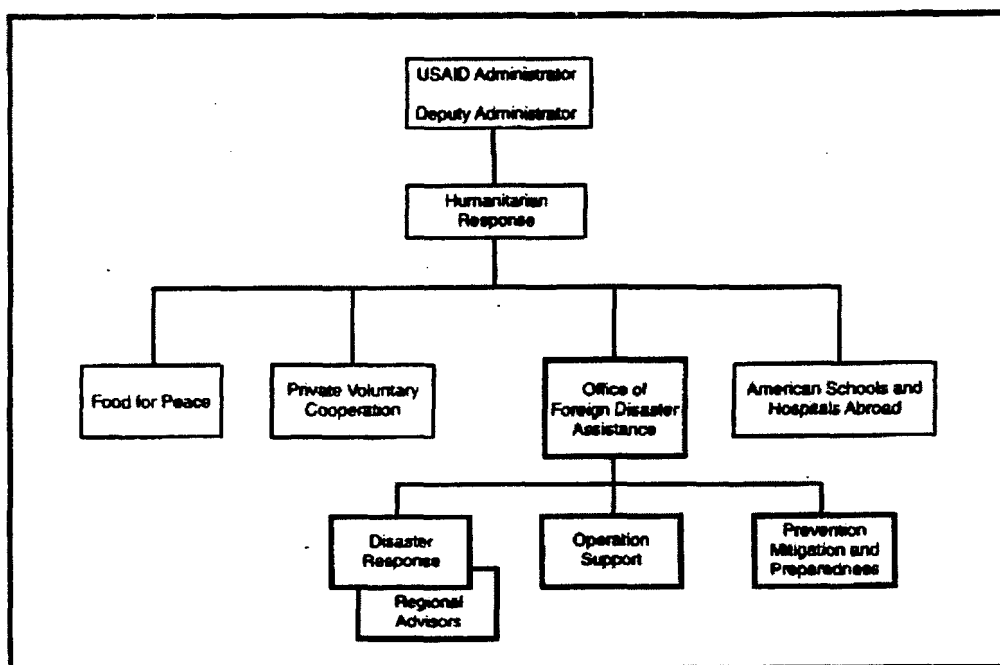 USAID Administrator
Deputy Administrator
Humanitarian
Response
Food for Peace
Private Voluntary
Cooperation
Office of
Foreign Disaster
Assistance
American Schools and
Hospitals Abroad
Disaster
Response
Regional
Advisors
Operation
Support
Prevention
Mitigation and
Preparedness